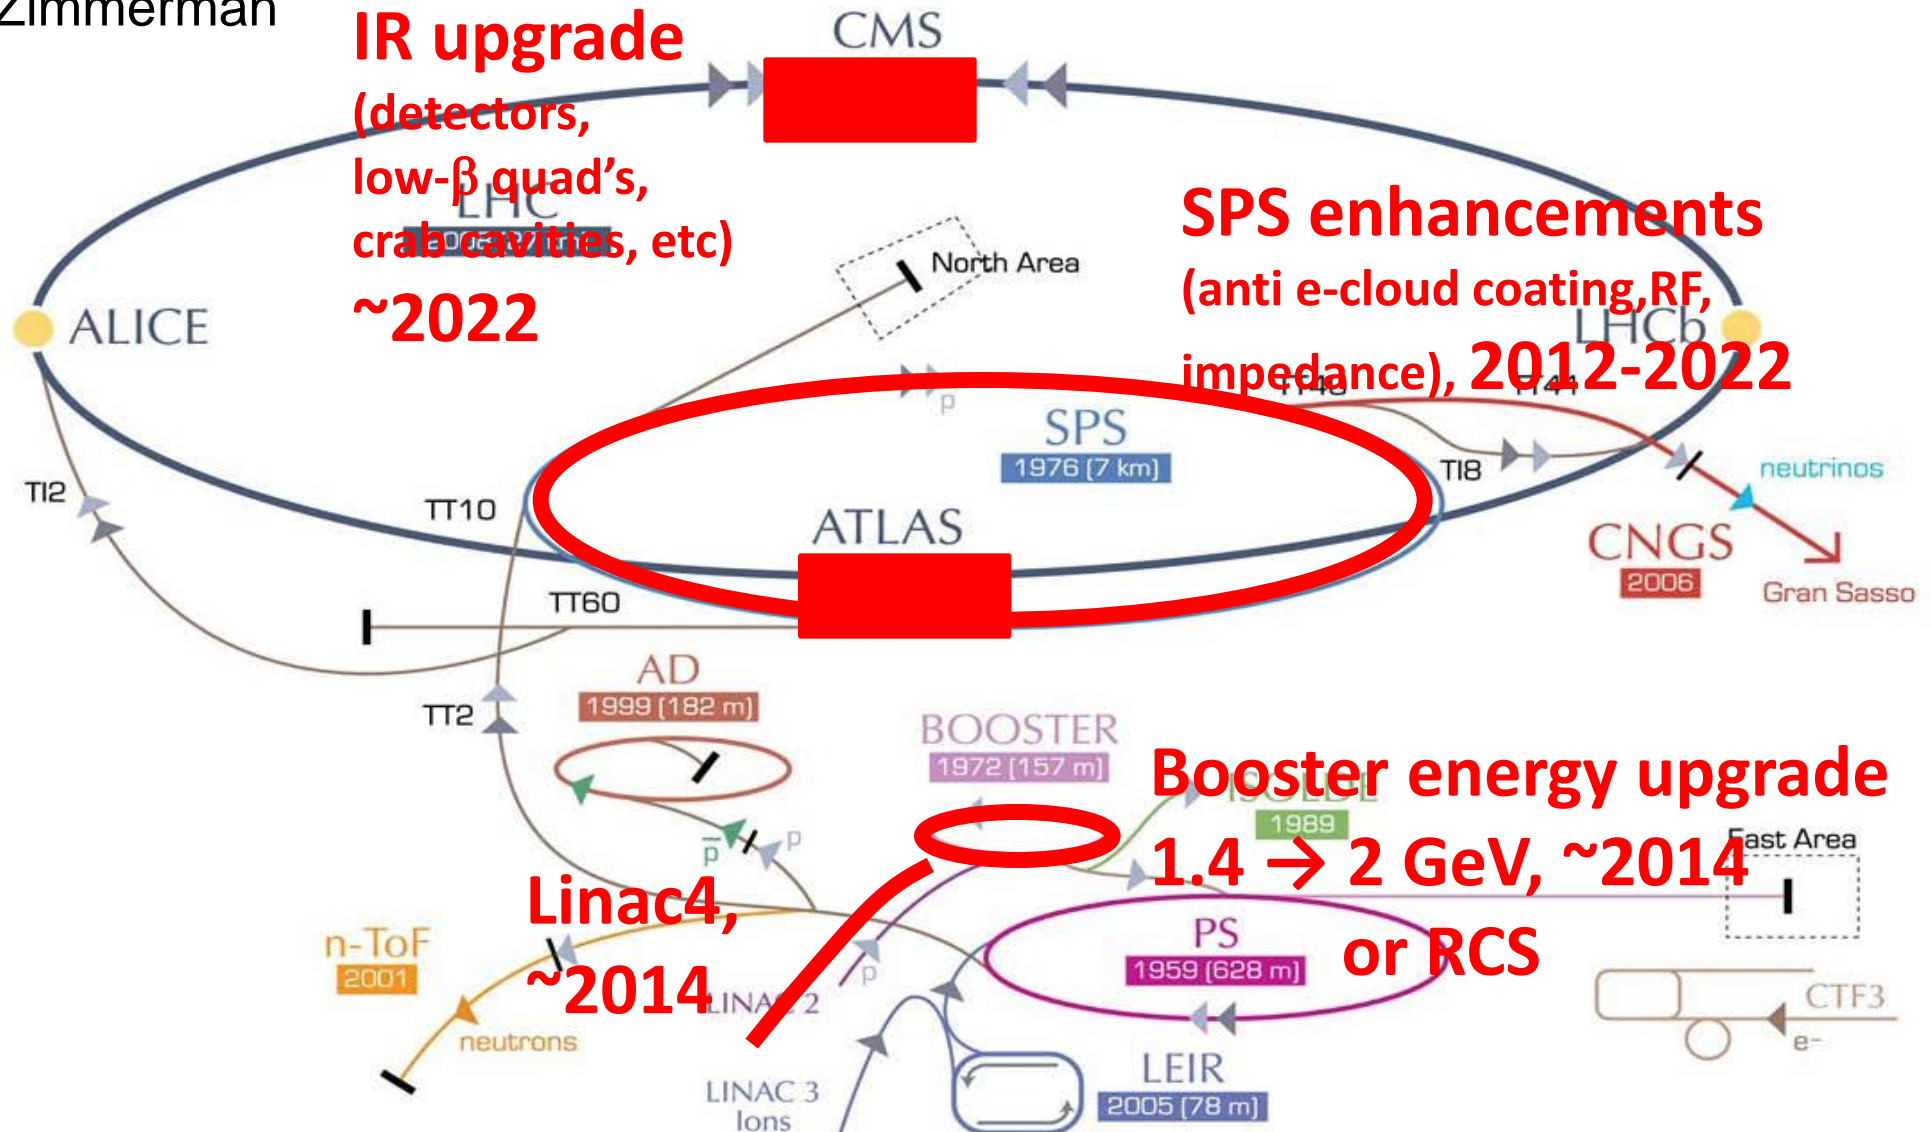 Zimmerman
IR upgrade
(detectors,
low-β quad's,
crab cavities, etc)
~2022
CMS
LHC
SPS enhancements
(anti e-cloud coating,RF,
impedance), 2012-2022
North Area
ALICE
LHCb
TT40
TT41
p
SPS
1976 (7 km)
TI8
neutrinos
TI2
TT10
ATLAS
CNGS
2006
Gran Sasso
TT60
AD
1999 (182 m)
TT2
BOOSTER
1972 (157 m)
Booster energy upgrade
1.4 → 2 GeV, ~2014
or RCS
ISOLDE
1989
East Area
p̅
p
Linac4,
~2014
n-ToF
2001
p
LINAC 2
neutrons
PS
1959 (628 m)
CTF3
e-
LINAC 3
Ions
LEIR
2005 (78 m)